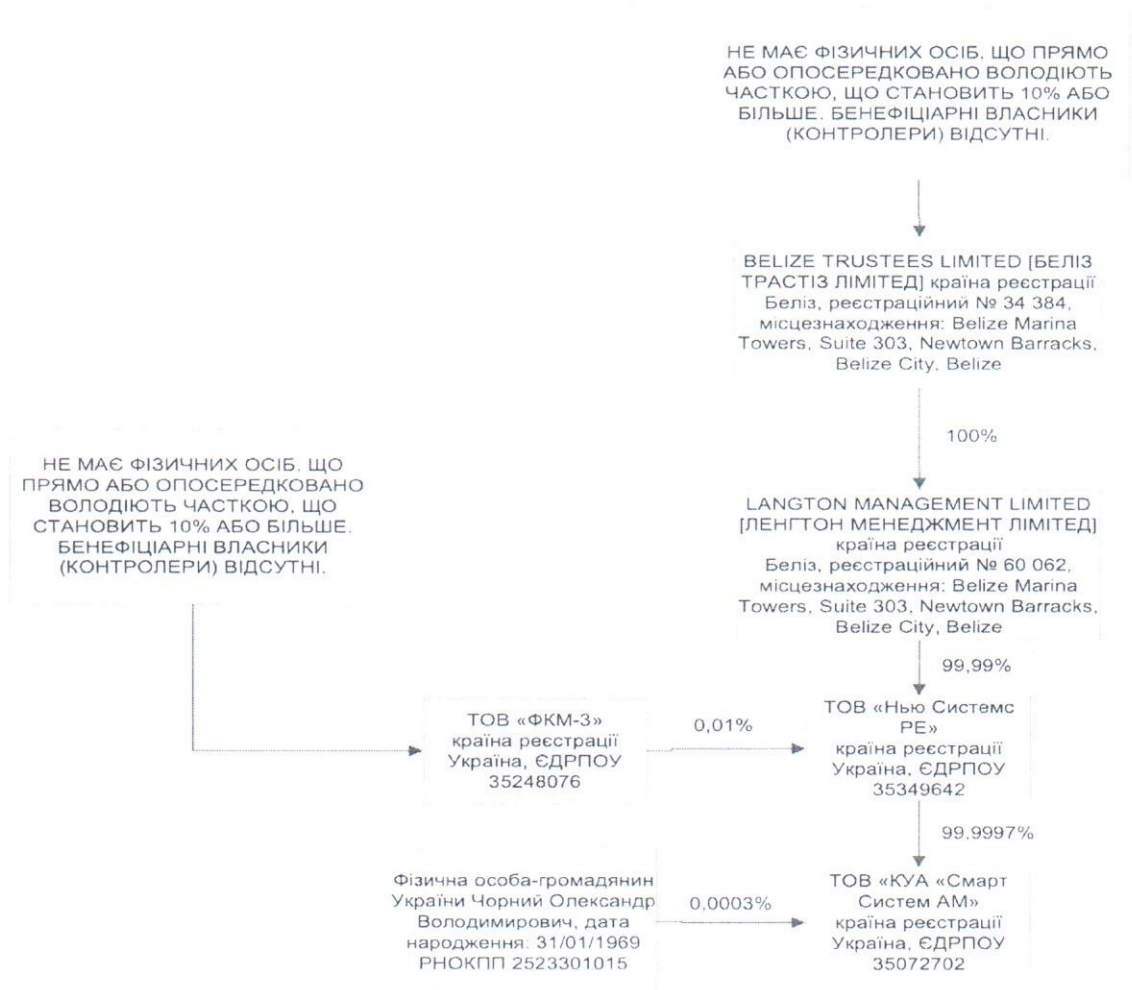 НЕ МАЄ ФІЗИЧНИХ ОСІБ, ЩО ПРЯМО
АБО ОПОСЕРЕДКОВАНО ВОЛОДІЮТЬ
ЧАСТКОЮ, ЩО СТАНОВИТЬ 10% АБО
БІЛЬШЕ. БЕНЕФІЦІАРНІ ВЛАСНИКИ
(КОНТРОЛЕРИ) ВІДСУТНІ.
BELIZE TRUSTEES LIMITED [БЕЛІЗ
ТРАСТІЗ ЛІМІТЕД] країна реєстрації
Беліз, реєстраційний № 34 384,
місцезнаходження: Belize Marina
Towers, Suite 303, Newtown Barracks,
Belize City, Belize
100%
НЕ МАЄ ФІЗИЧНИХ ОСІБ, ЩО
ПРЯМО АБО ОПОСЕРЕДКОВАНО
ВОЛОДІЮТЬ ЧАСТКОЮ, ЩО
СТАНОВИТЬ 10% АБО БІЛЬШЕ.
БЕНЕФІЦІАРНІ ВЛАСНИКИ
(КОНТРОЛЕРИ) ВІДСУТНІ.
LANGTON MANAGEMENT LIMITED
[ЛЕНГТОН МЕНЕДЖМЕНТ ЛІМІТЕД]
країна реєстрації
Беліз, реєстраційний № 60 062,
місцезнаходження: Belize Marina
Towers, Suite 303, Newtown Barracks,
Belize City, Belize
99,99%
ТОВ «ФКМ-3»
країна реєстрації
Україна, ЄДРПОУ
35248076
0,01%
ТОВ «Нью Системс
РЕ»
країна реєстрації
Україна, ЄДРПОУ
35349642
99,9997%
Фізична особа-громадянин
України Чорний Олександр
Володимирович, дата
народження: 31/01/1969
РНОКПП 2523301015
0,0003%
ТОВ «КУА «Смарт
Систем АМ»
країна реєстрації
Україна, ЄДРПОУ
35072702